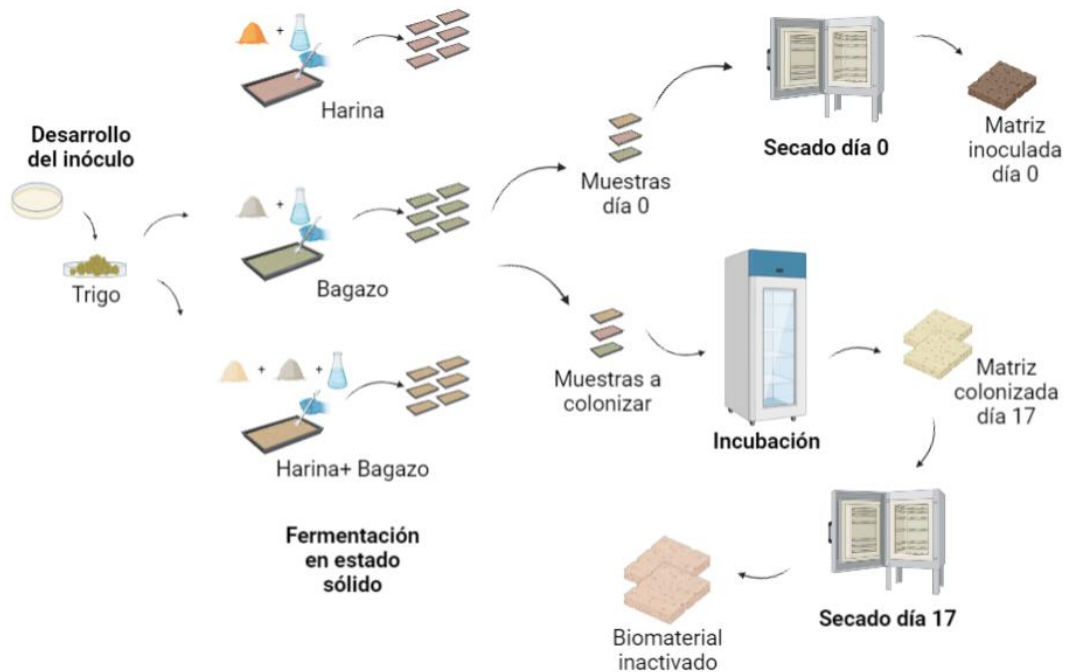 +
Harina
Desarrollo
del inóculo
Trigo
+
Bagazo
+ +
Harina+ Bagazo
Fermentación
en estado
sólido
Muestras
día 0
Secado día 0
Matriz
inoculada
día 0
Muestras a
colonizar
Incubación
Matriz
colonizada
día 17
Secado día 17
Biomaterial
inactivado